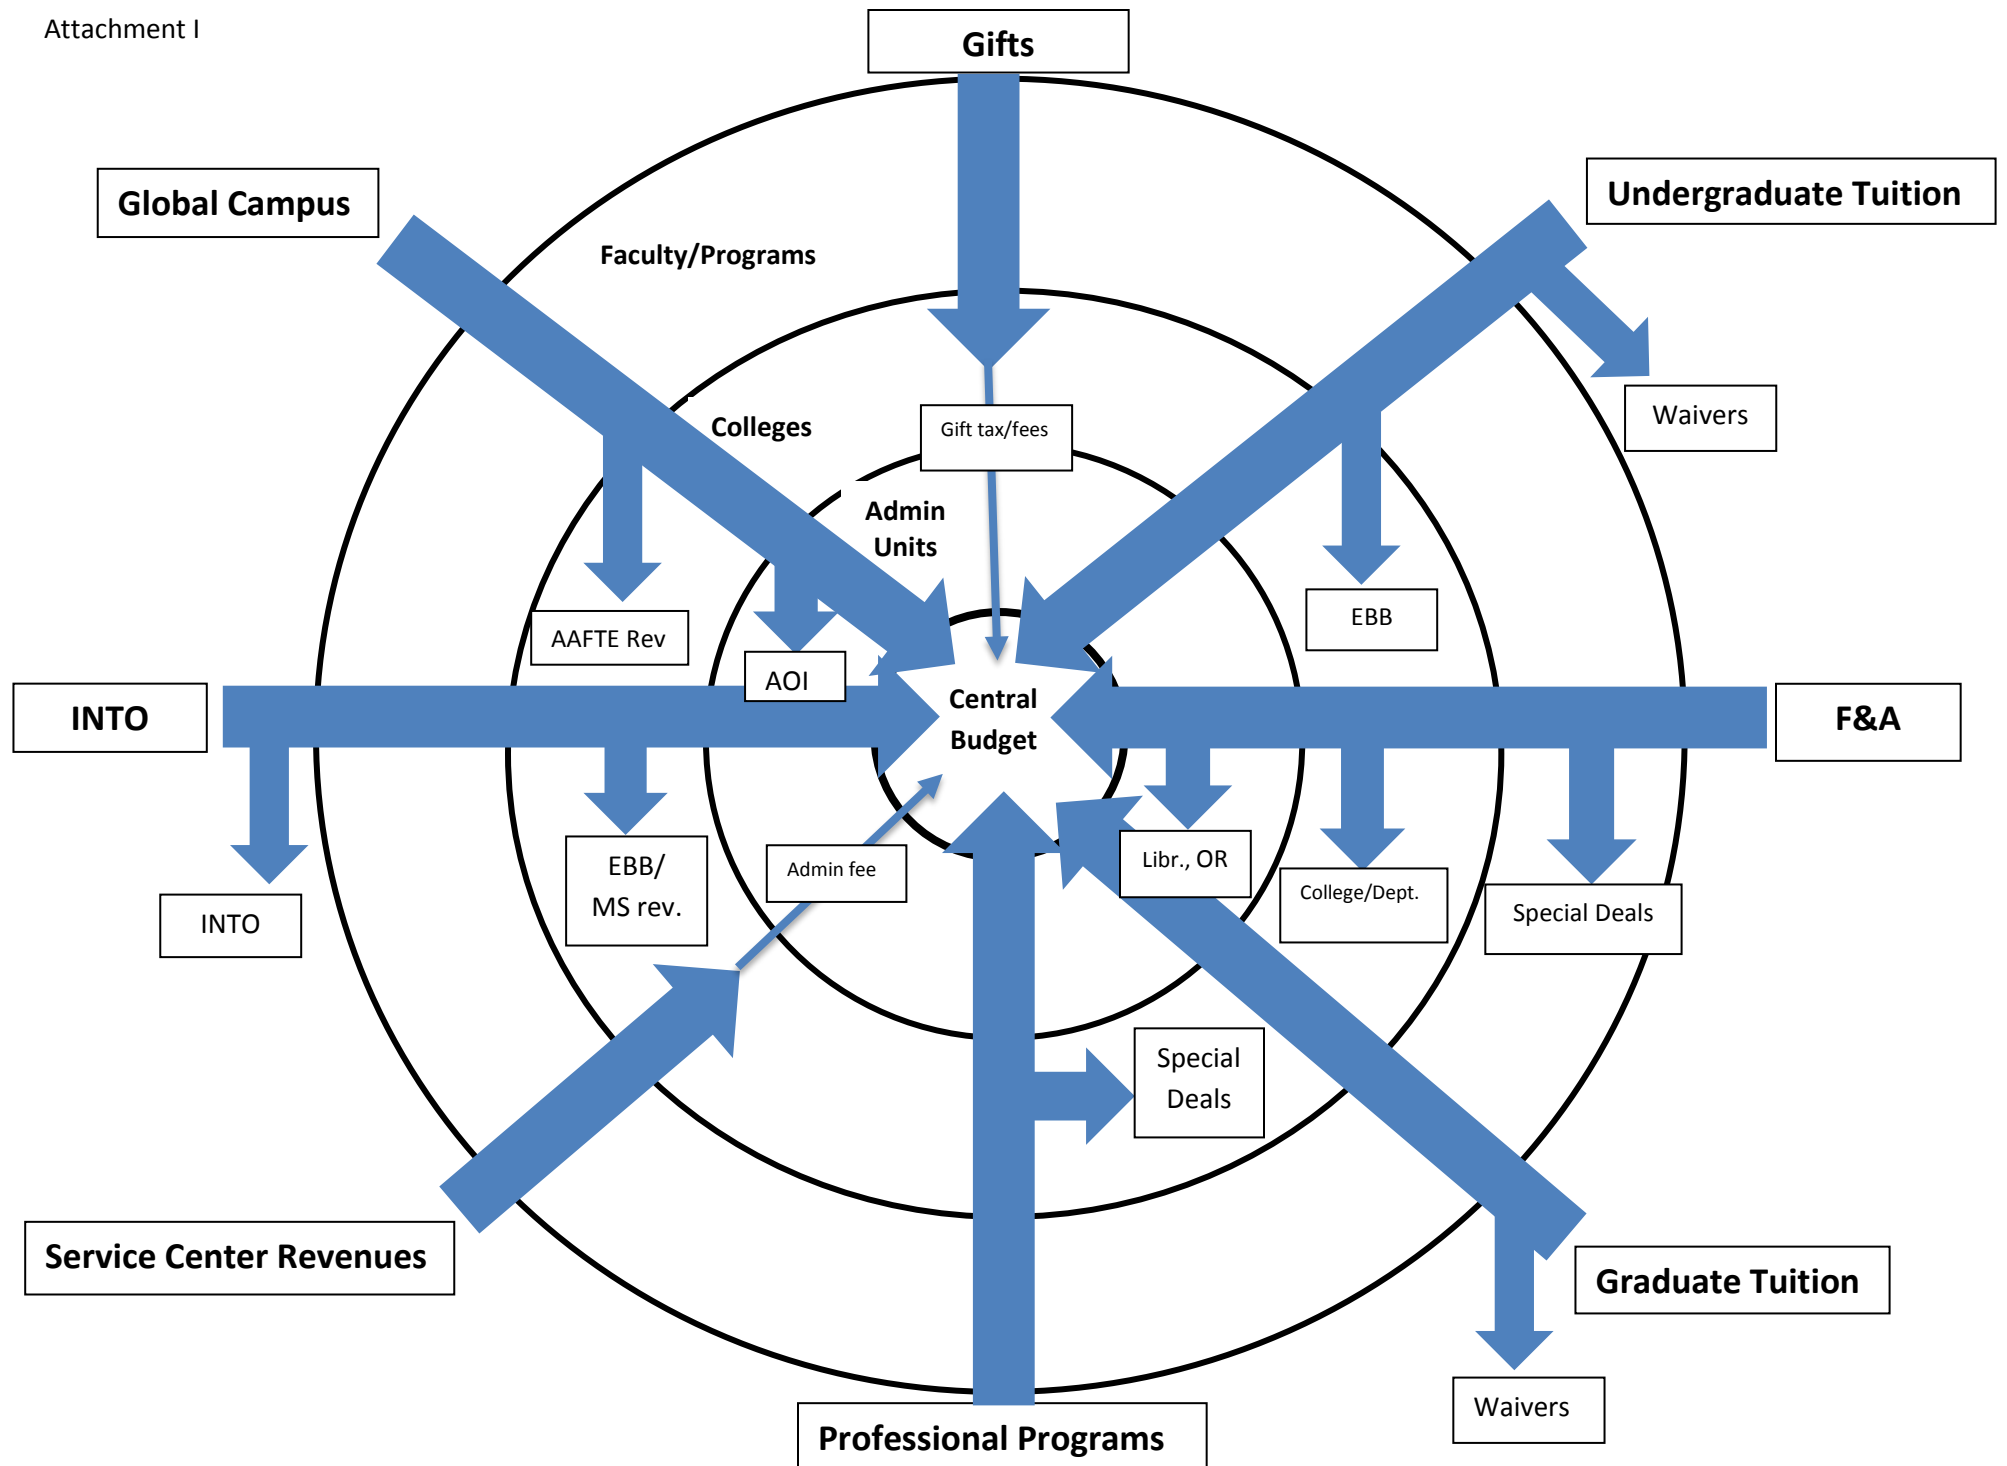 Attachment I
Gifts
Global Campus
Undergraduate Tuition
Faculty/Programs
Waivers
Colleges
Gift tax/fees
Admin
Units
EBB
AAFTE Rev
AOI
INTO
Central
Budget
F&A
EBB/
MS rev.
Admin fee
Libr., OR
College/Dept.
Special Deals
INTO
Special
Deals
Service Center Revenues
Graduate Tuition
Waivers
Professional Programs